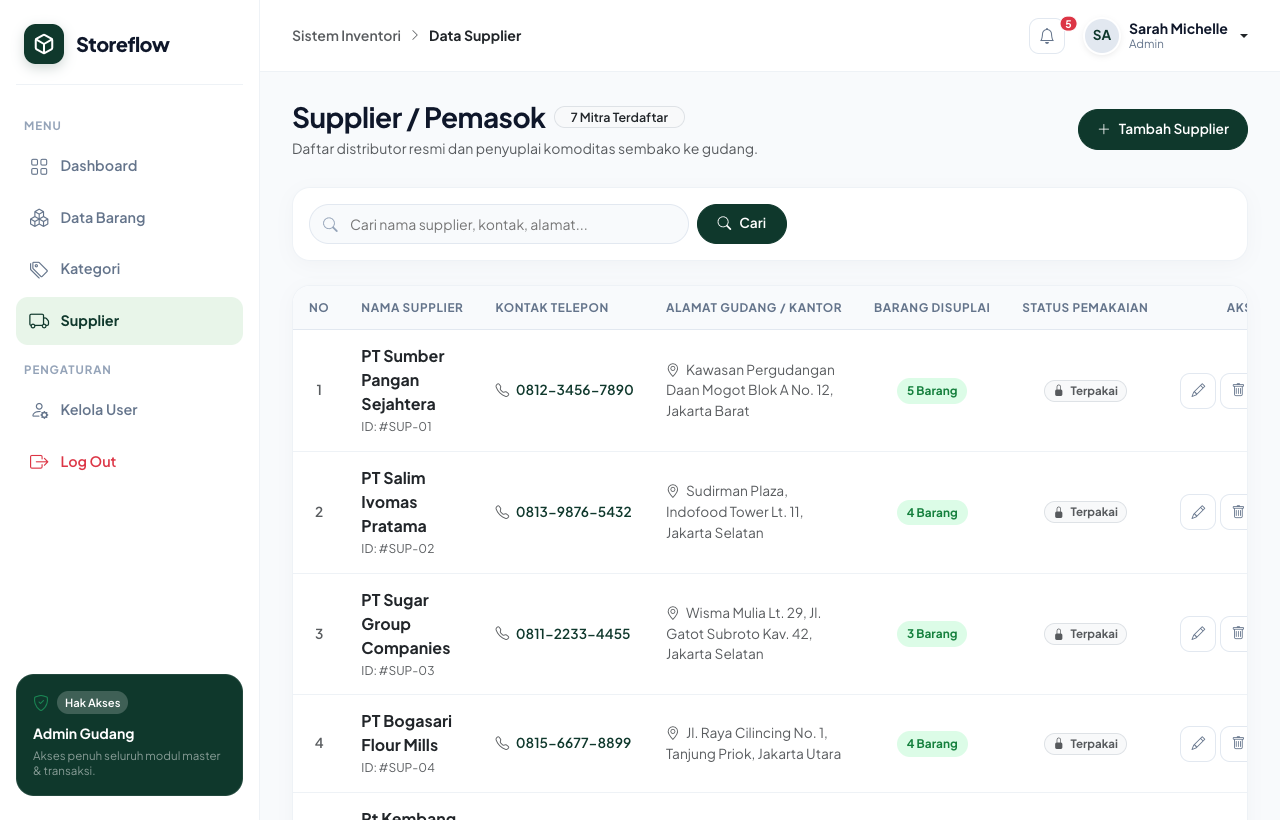 Storeflow
Sistem Inventori
Data Supplier
5
SA
Sarah Michelle
Admin
MENU
Dashboard
Data Barang
Kategori
Supplier
PENGATURAN
Kelola User
Log Out
Hak Akses
Admin Gudang
Akses penuh seluruh modul master
& transaksi.
Supplier / Pemasok
7 Mitra Terdaftar
Daftar distributor resmi dan penyuplai komoditas sembako ke gudang.
Tambah Supplier
Cari nama supplier, kontak, alamat...
Cari
NO NAMA SUPPLIER KONTAK TELEPON ALAMAT GUDANG / KANTOR BARANG DISUPLAI STATUS PEMAKAIAN AKS
1
PT Sumber
Pangan
Sejahtera
ID: #SUP-01
0812-3456-7890
Kawasan Pergudangan
Daan Mogot Blok A No. 12,
Jakarta Barat
5 Barang
Terpakai
2
PT Salim
Ivomas
Pratama
ID: #SUP-02
0813-9876-5432
Sudirman Plaza,
Indofood Tower Lt. 11,
Jakarta Selatan
4 Barang
Terpakai
3
PT Sugar
Group
Companies
ID: #SUP-03
0811-2233-4455
Wisma Mulia Lt. 29, Jl.
Gatot Subroto Kav. 42,
Jakarta Selatan
3 Barang
Terpakai
4
PT Bogasari
Flour Mills
ID: #SUP-04
0815-6677-8899
Jl. Raya Cilincing No. 1,
Tanjung Priok, Jakarta Utara
4 Barang
Terpakai
Pt Kembang